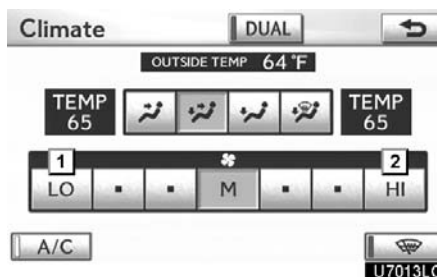 Climate DUAL
OUTSIDE TEMP 64°F
TEMP TEMP
65 65
1 2
LO M HI
A/C
U7013LC